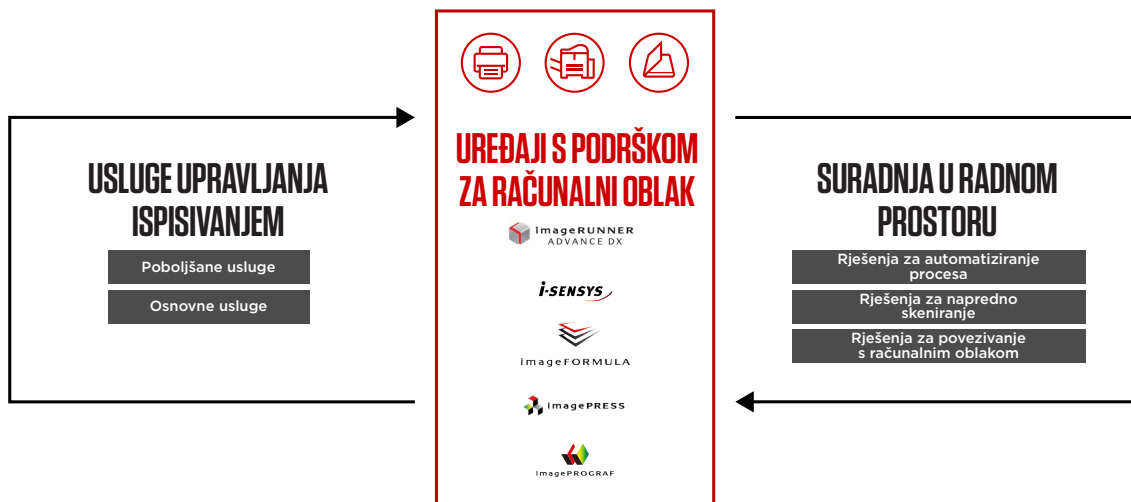 USLUGE UPRAVLJANJA
ISPISIVANJEM
Poboljšane usluge
Osnovne usluge
UREĐAJI S PODRŠKOM
ZA RAČUNALNI OBLAK
imageRUNNER
ADVANCE DX
i-SENSYS
imageFORMULA
imagePRESS
imagePROGRAF
SURADNJA U RADNOM
PROSTORU
Rješenja za automatiziranje
procesa
Rješenja za napredno
skeniranje
Rješenja za povezivanje
s računalnim oblakom